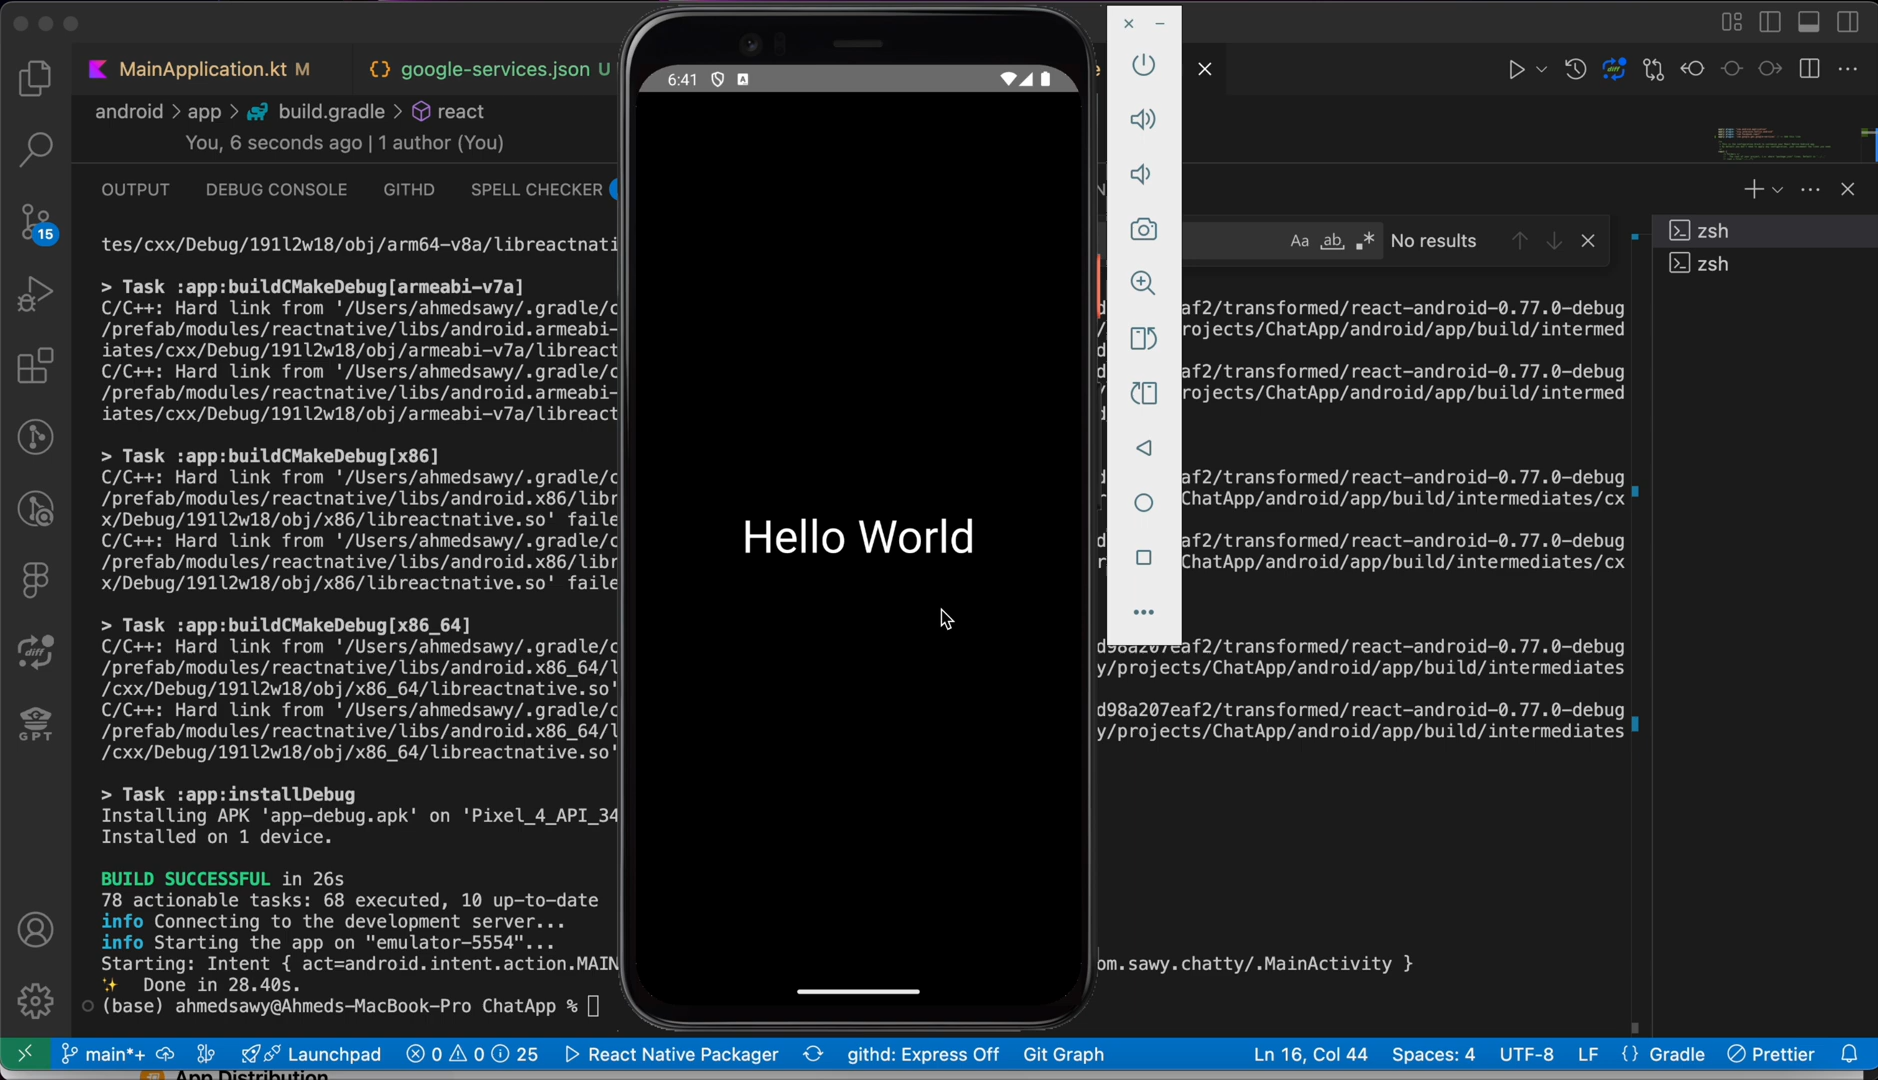 MainApplication.kt M
google-services.json U
android > app > build.gradle > react
You, 6 seconds ago | 1 author (You)
OUTPUT DEBUG CONSOLE GITHD SPELL CHECKER
Aa ab No results
zsh
zsh
tes/cxx/Debug/191l2w18/obj/arm64-v8a/libreactnati
> Task :app:buildCMakeDebug[armeabi-v7a]
C/C++: Hard link from '/Users/ahmedsawy/.gradle/c eaf2/transformed/react-android-0.77.0-debug
/prefab/modules/reactnative/libs/android.armeabi- rojects/ChatApp/android/app/build/intermed
iates/cxx/Debug/191l2w18/obj/armeabi-v7a/libreact
C/C++: Hard link from '/Users/ahmedsawy/.gradle/c af2/transformed/react-android-0.77.0-debug
/prefab/modules/reactnative/libs/android.armeabi- rojects/ChatApp/android/app/build/intermed
iates/cxx/Debug/191l2w18/obj/armeabi-v7a/libreact
> Task :app:buildCMakeDebug[x86]
C/C++: Hard link from '/Users/ahmedsawy/.gradle/c af2/transformed/react-android-0.77.0-debug
/prefab/modules/reactnative/libs/android.x86/libr ChatApp/android/app/build/intermediates/cx
x/Debug/191l2w18/obj/x86/libreactnative.so' faile
C/C++: Hard link from '/Users/ahmedsawy/.gradle/c af2/transformed/react-android-0.77.0-debug
/prefab/modules/reactnative/libs/android.x86/libr ChatApp/android/app/build/intermediates/cx
x/Debug/191l2w18/obj/x86/libreactnative.so' faile
> Task :app:buildCMakeDebug[x86_64]
C/C++: Hard link from '/Users/ahmedsawy/.gradle/c d98a207eaf2/transformed/react-android-0.77.0-debug
/prefab/modules/reactnative/libs/android.x86_64/l y/projects/ChatApp/android/app/build/intermediates
/cxx/Debug/191l2w18/obj/x86_64/libreactnative.so'
C/C++: Hard link from '/Users/ahmedsawy/.gradle/c d98a207eaf2/transformed/react-android-0.77.0-debug
/prefab/modules/reactnative/libs/android.x86_64/l y/projects/ChatApp/android/app/build/intermediates
/cxx/Debug/191l2w18/obj/x86_64/libreactnative.so'
> Task :app:installDebug
Installing APK 'app-debug.apk' on 'Pixel_4_API_34
Installed on 1 device.
BUILD SUCCESSFUL in 26s
78 actionable tasks: 68 executed, 10 up-to-date
info Connecting to the development server...
info Starting the app on "emulator-5554"...
Starting: Intent { act=android.intent.action.MAIN om.sawy.chatty/.MainActivity }
Done in 28.40s.
(base) ahmedsawy@Ahmeds-MacBook-Pro ChatApp %
6:41
Hello World
15
diff
GPT
main*+ Launchpad 0 0 25 React Native Packager githd: Express Off Git Graph Ln 16, Col 44 Spaces: 4 UTF-8 LF {} Gradle Prettier
App Distribution